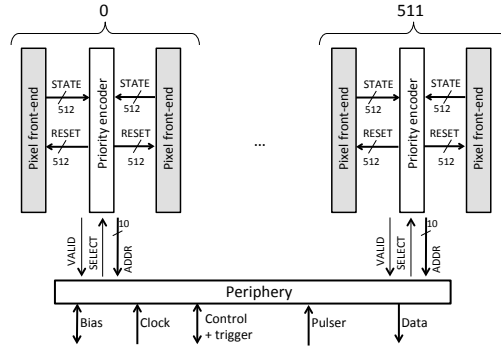 0
511
Pixel front-end
STATE
512
RESET
512
Priority encoder
STATE
512
RESET
512
Pixel front-end
...
Pixel front-end
STATE
512
RESET
512
Priority encoder
STATE
512
RESET
512
Pixel front-end
VALID
SELECT
10
ADDR
VALID
SELECT
10
ADDR
Periphery
Bias
Clock
Control
+ trigger
Pulser
Data